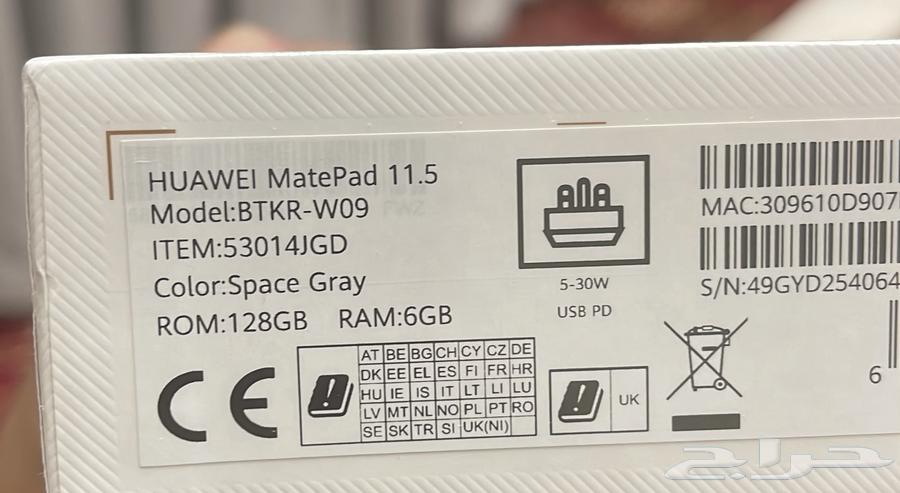 HUAWEI MatePad 11.5
Model:BTKR-W09
ITEM:53014JGD
Color:Space Gray
ROM:128GB RAM:6GB
5-30W
USB PD
MAC:309610D907
S/N:49GYD254064
6
CE
AT BE BG CH CY CZ DE
DK EE EL ES FI FR HR
HU IE IS IT LT LI LU
LV MT NL NO PL PT RO
SE SK TR SI UK(NI)
UK
حراج